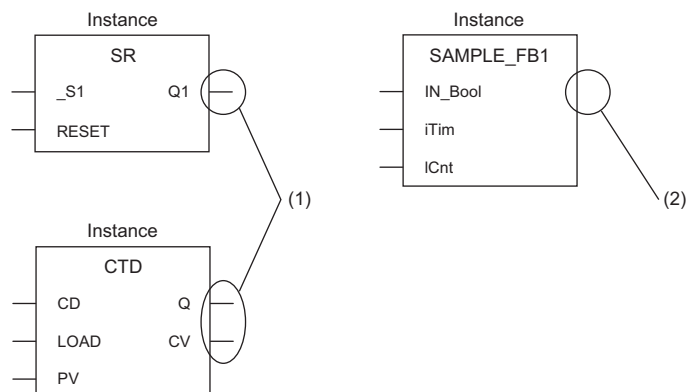 Instance
SR
_S1 Q1
RESET
Instance
SAMPLE_FB1
IN_Bool
iTim
lCnt
(1)
(2)
Instance
CTD
CD Q
LOAD CV
PV